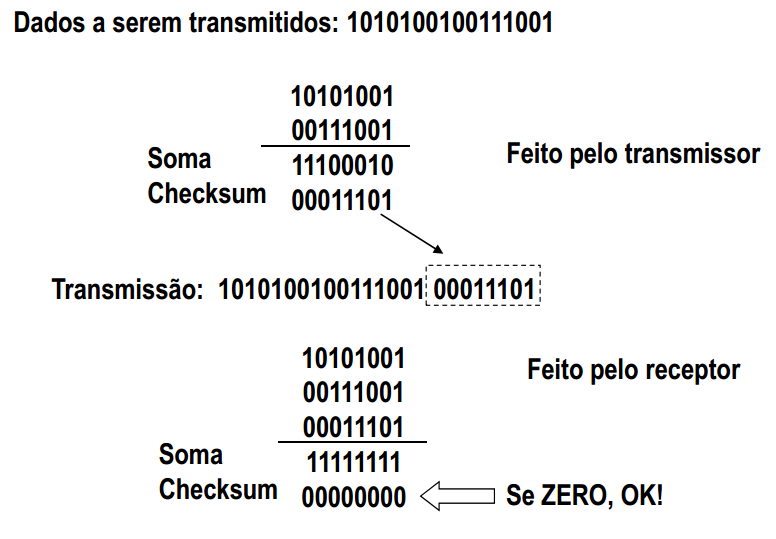 Dados a serem transmitidos: 1010100100111001
10101001
00111001
Soma 11100010
Checksum 00011101
Feito pelo transmissor
Transmissão: 1010100100111001 00011101
10101001
00111001
00011101
Soma 11111111
Checksum 00000000
Feito pelo receptor
Se ZERO, OK!